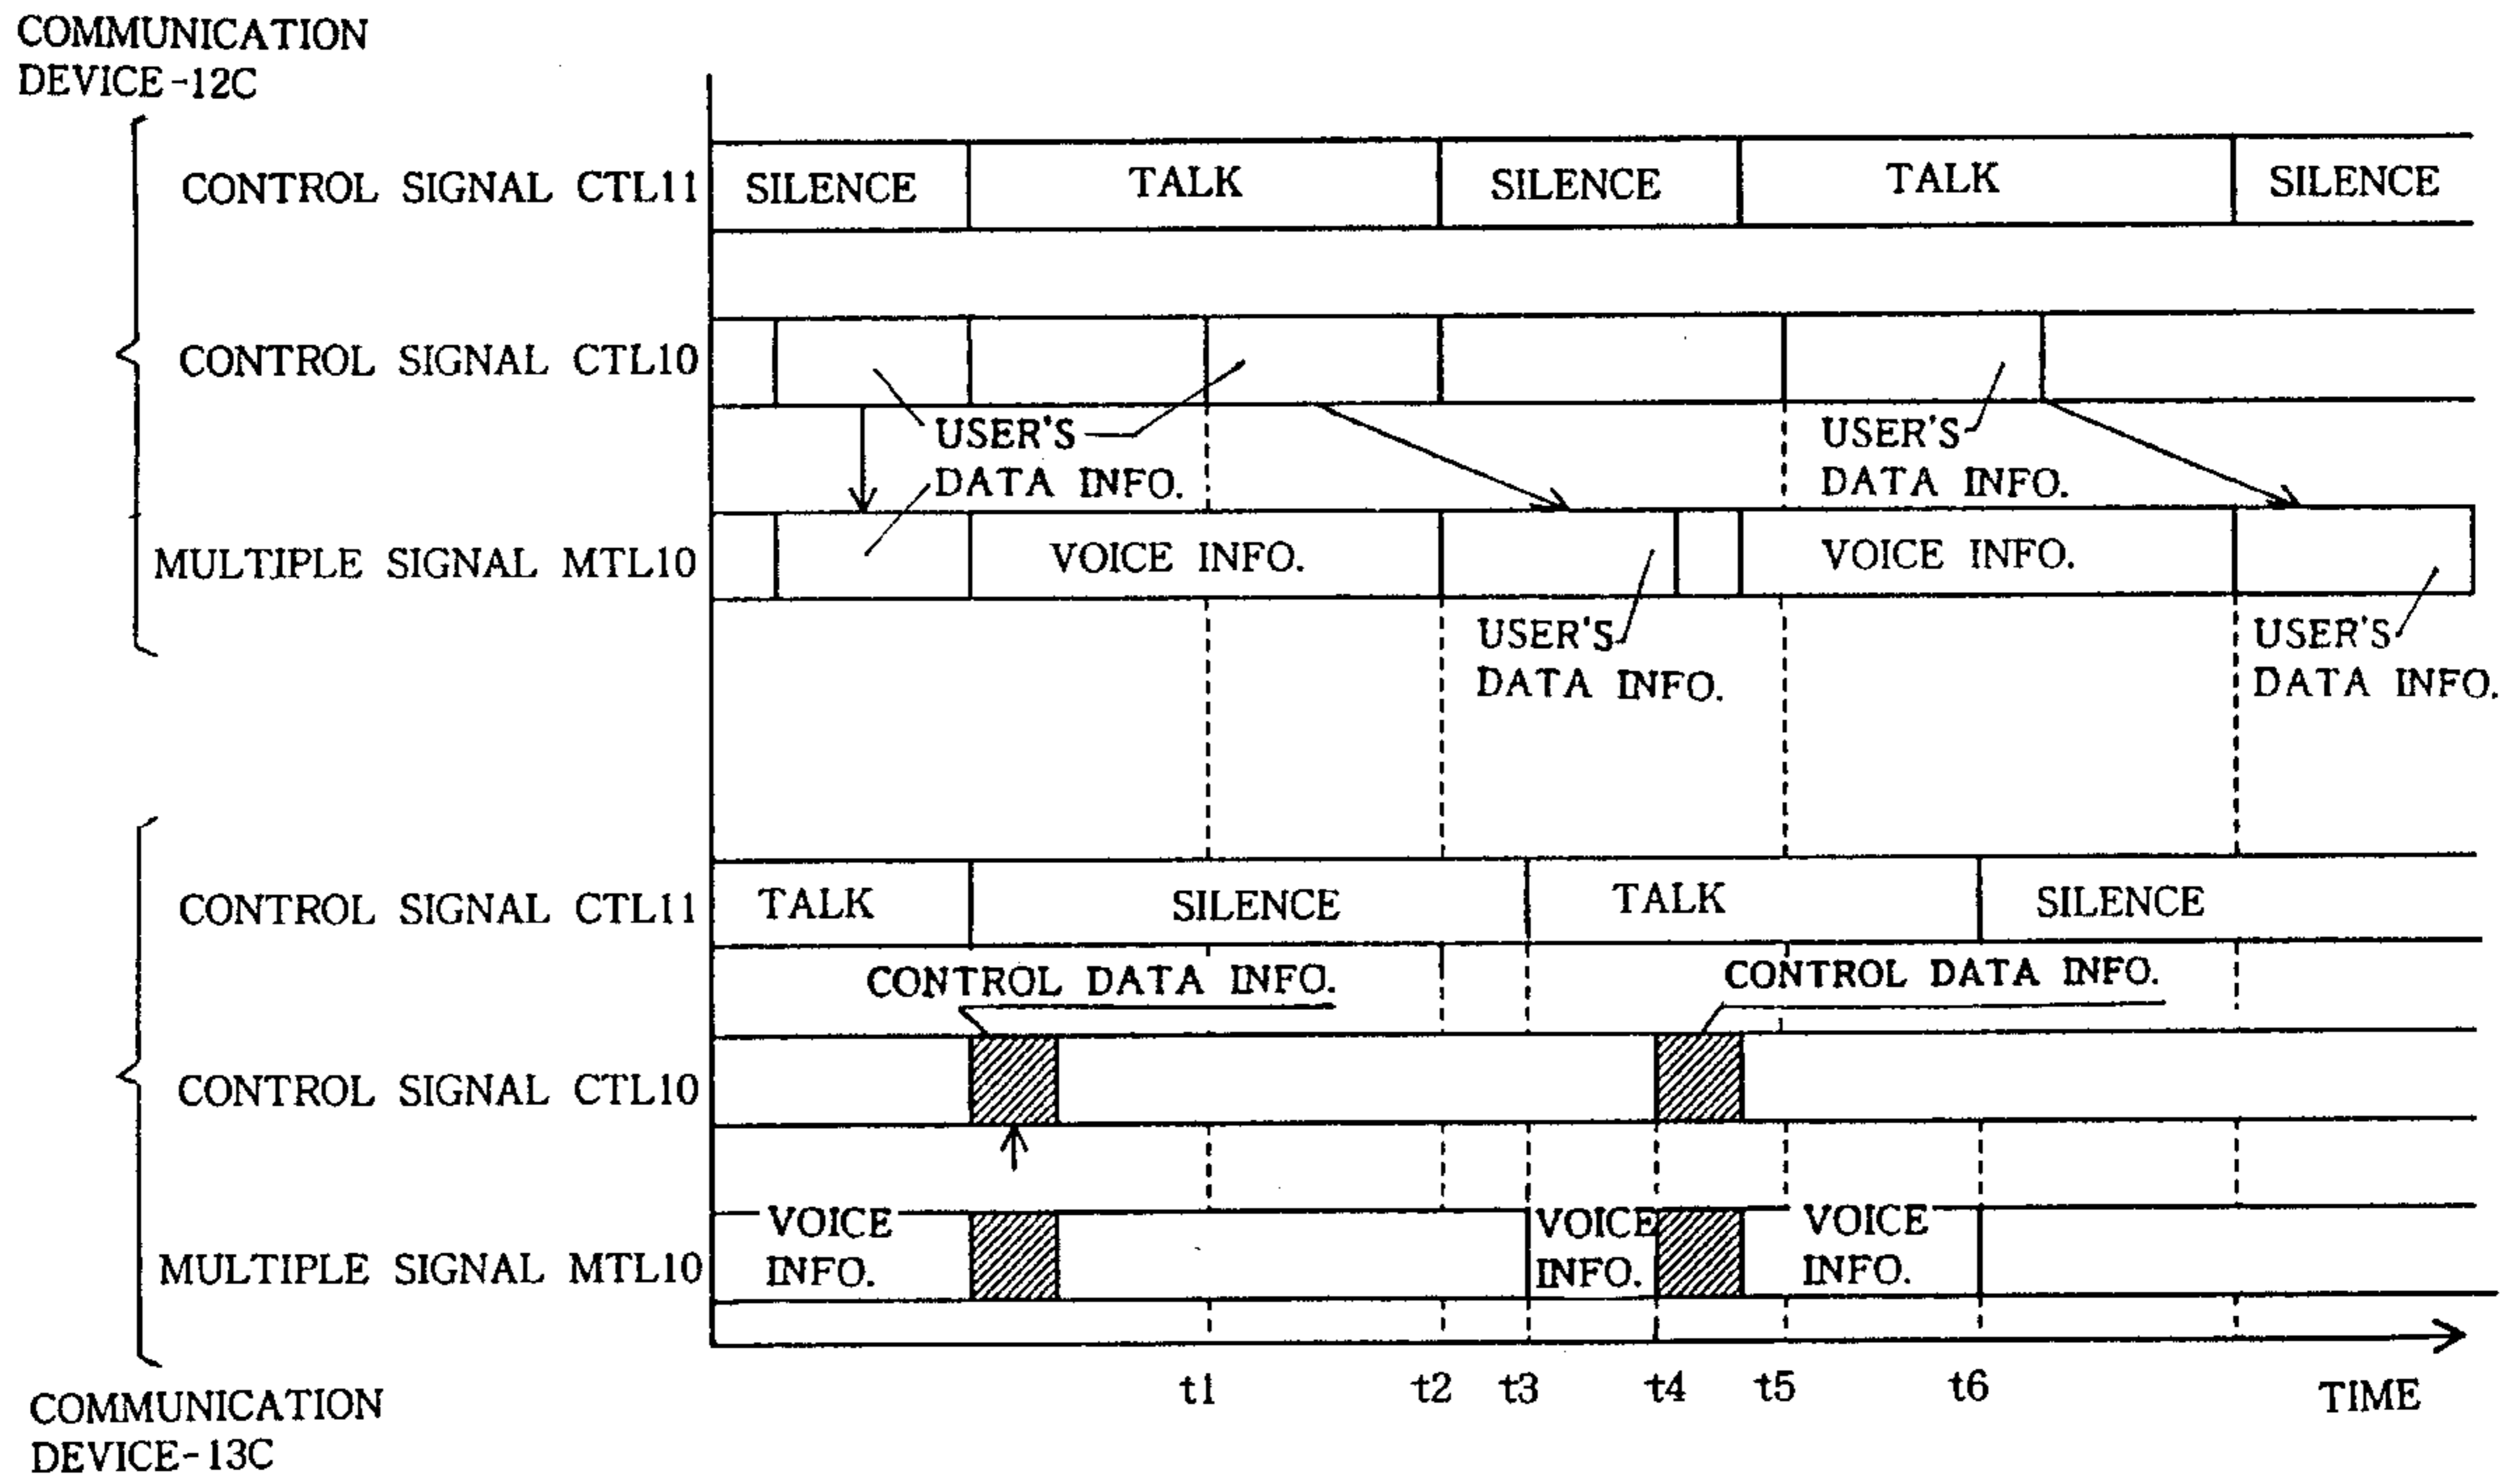 COMMUNICATION
DEVICE-12C
CONTROL SIGNAL CTL11
SILENCE
TALK
SILENCE
TALK
SILENCE
CONTROL SIGNAL CTL10
USER'S
DATA INFO.
USER'S
DATA INFO.
MULTIPLE SIGNAL MTL10
VOICE INFO.
VOICE INFO.
USER'S
DATA INFO.
USER'S
DATA INFO.
CONTROL SIGNAL CTL11
TALK
SILENCE
TALK
SILENCE
CONTROL DATA INFO.
CONTROL DATA INFO.
CONTROL SIGNAL CTL10
MULTIPLE SIGNAL MTL10
VOICE
INFO.
VOICE
INFO.
VOICE
INFO.
t1
t2
t3
t4
t5
t6
TIME
COMMUNICATION
DEVICE-13C